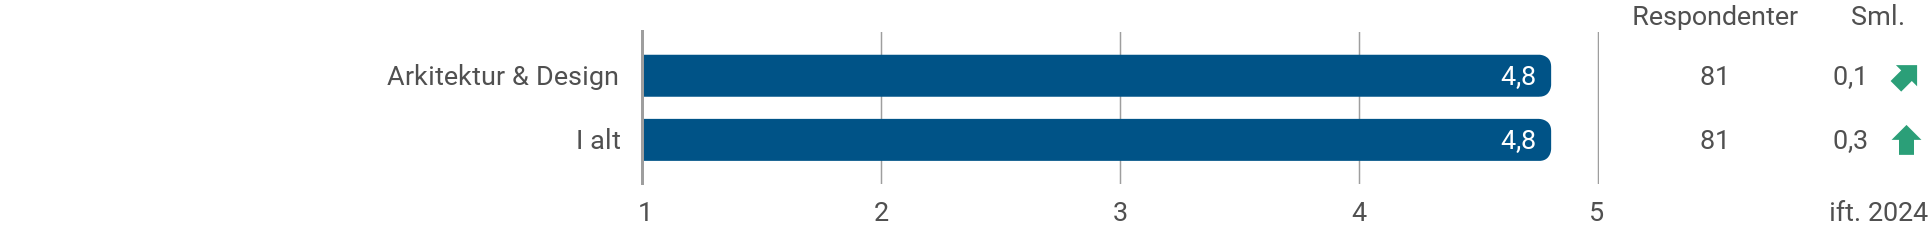 Respondenter Sml.
Arkitektur & Design 4,8 81 0,1
I alt 4,8 81 0,3
1 2 3 4 5 ift. 2024